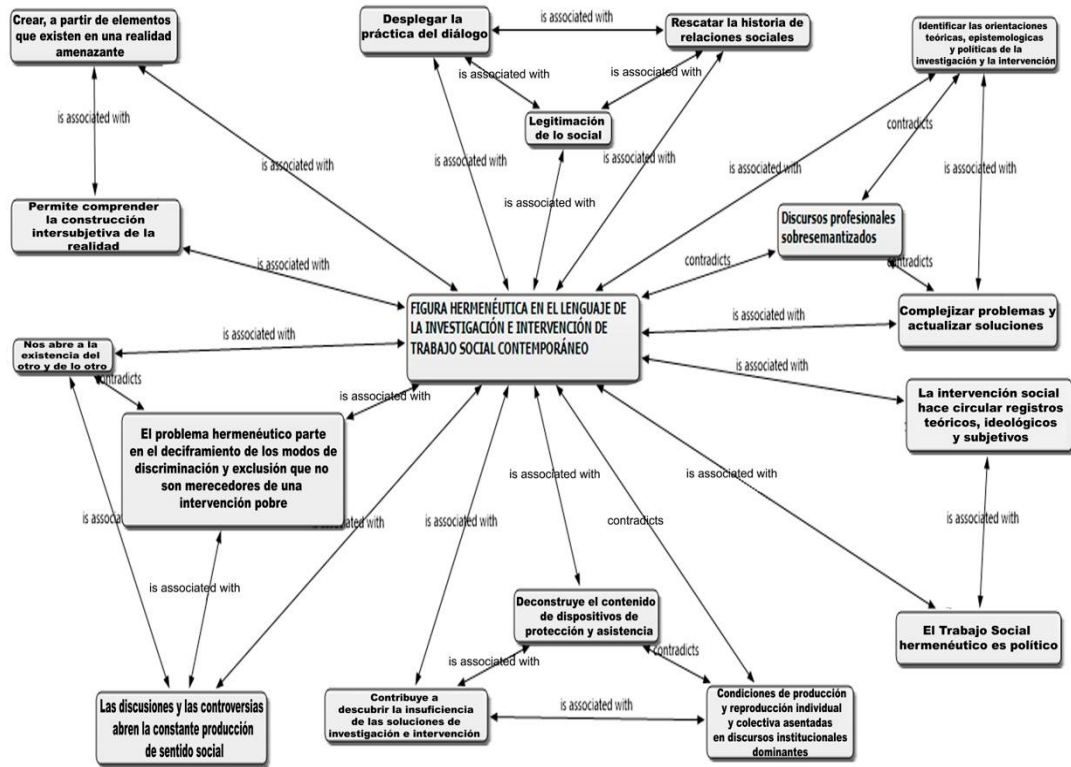 Crear, a partir de elementos
que existen en una realidad
amenazante
is associated with
is associated with
Permite comprender
la construcción
intersubjetiva de la
realidad
is associated with
Desplegar la
práctica del diálogo
is associated with
Rescatar la historia de
relaciones sociales
is associated with
is associated with
Legitimación
de lo social
is associated with
is associated with
is associated with
Identificar las orientaciones
teóricas, epistemologicas
y políticas de la
investigación y la intervención
contradicts
is associated with
is associated with
Discursos profesionales
sobresemantizados
contradicts
contradicts
Complejizar problemas y
actualizar soluciones
is associated with
FIGURA HERMENÉUTICA EN EL LENGUAJE DE
LA INVESTIGACIÓN E INTERVENCIÓN DE
TRABAJO SOCIAL CONTEMPORÁNEO
is associated with
Nos abre a la
existencia del
otro y de lo otro
contradicts
is associated with
El problema hermenéutico parte
en el deciframiento de los modos de
discriminación y exclusión que no
son merecedores de una
intervención pobre
is associated with
La intervención social
hace circular registros
teóricos, ideológicos
y subjetivos
is associated with
is associated with
is associated with
is associa
is associated with
is associated with
contradicts
is associated with
Deconstruye el contenido
de dispositivos de
protección y asistencia
El Trabajo Social
hermenéutico es político
is associated with
contradicts
Las discusiones y las controversias
abren la constante producción
de sentido social
Contribuye a
descubrir la insuficiencia
de las soluciones de
investigación e intervención
is associated with
Condiciones de producción
y reproducción individual
y colectiva asentadas
en discursos institucionales
dominantes